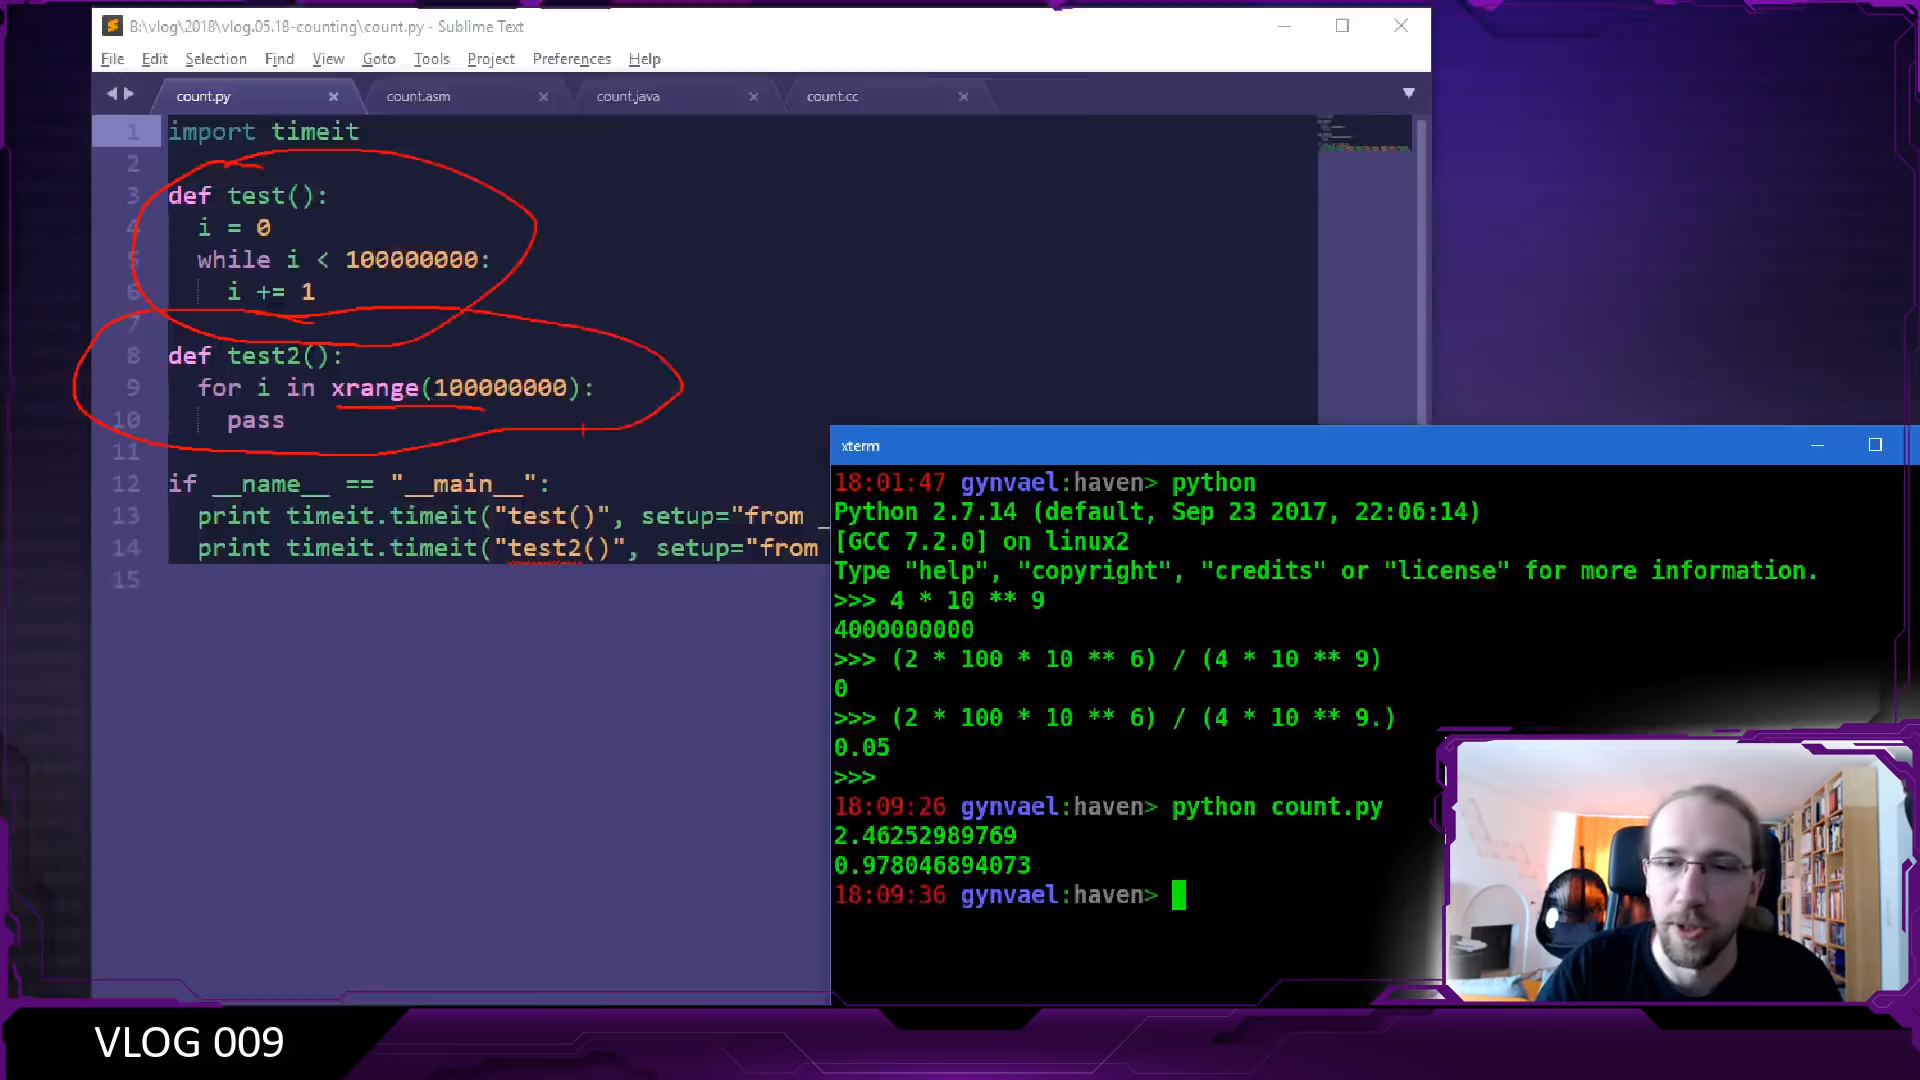 B:\vlog\2018\vlog.05.18-counting\count.py - Sublime Text
File Edit Selection Find View Goto Tools Project Preferences Help
count.py count.asm count.java count.cc
1 import timeit
2
3 def test():
4 i = 0
5 while i < 100000000:
6 i += 1
7
8 def test2():
9 for i in xrange(100000000):
10 pass
11
12 if __name__ == "__main__":
13 print timeit.timeit("test()", setup="from _
14 print timeit.timeit("test2()", setup="from
15
xterm
18:01:47 gynvael:haven> python
Python 2.7.14 (default, Sep 23 2017, 22:06:14)
[GCC 7.2.0] on linux2
Type "help", "copyright", "credits" or "license" for more information.
>>> 4 * 10 ** 9
4000000000
>>> (2 * 100 * 10 ** 6) / (4 * 10 ** 9)
0
>>> (2 * 100 * 10 ** 6) / (4 * 10 ** 9.)
0.05
>>>
18:09:26 gynvael:haven> python count.py
2.46252989769
0.978046894073
18:09:36 gynvael:haven>
VLOG 009